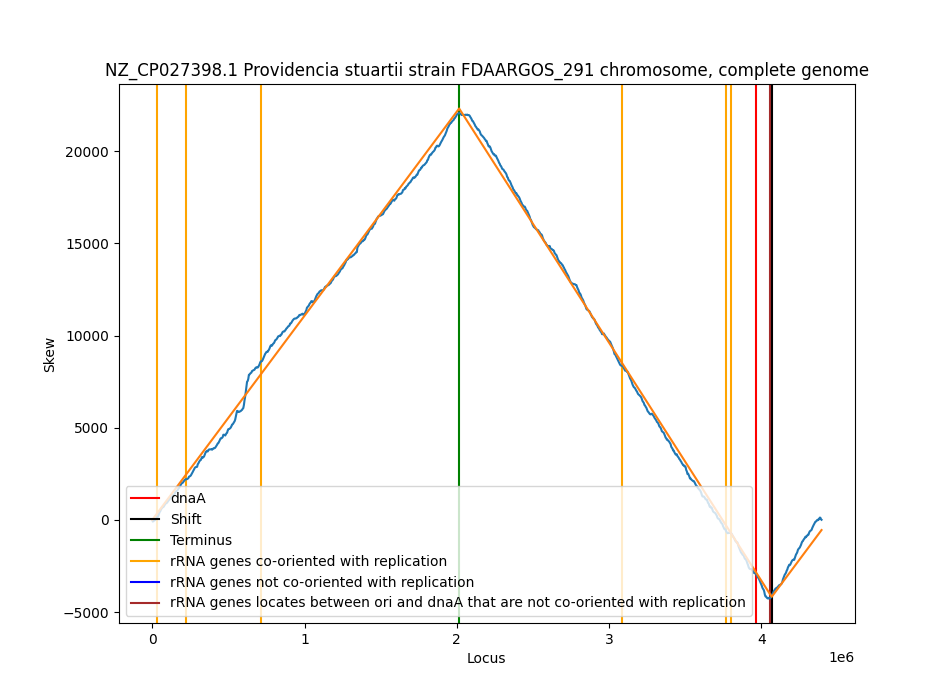 NZ_CP027398.1 Providencia stuartii strain FDAARGOS_291 chromosome, complete genome
Skew
20000
15000
10000
5000
0
−5000
dnaA
Shift
Terminus
rRNA genes co-oriented with replication
rRNA genes not co-oriented with replication
rRNA genes locates between ori and dnaA that are not co-oriented with replication
0 1 2 3 4
Locus
1e6